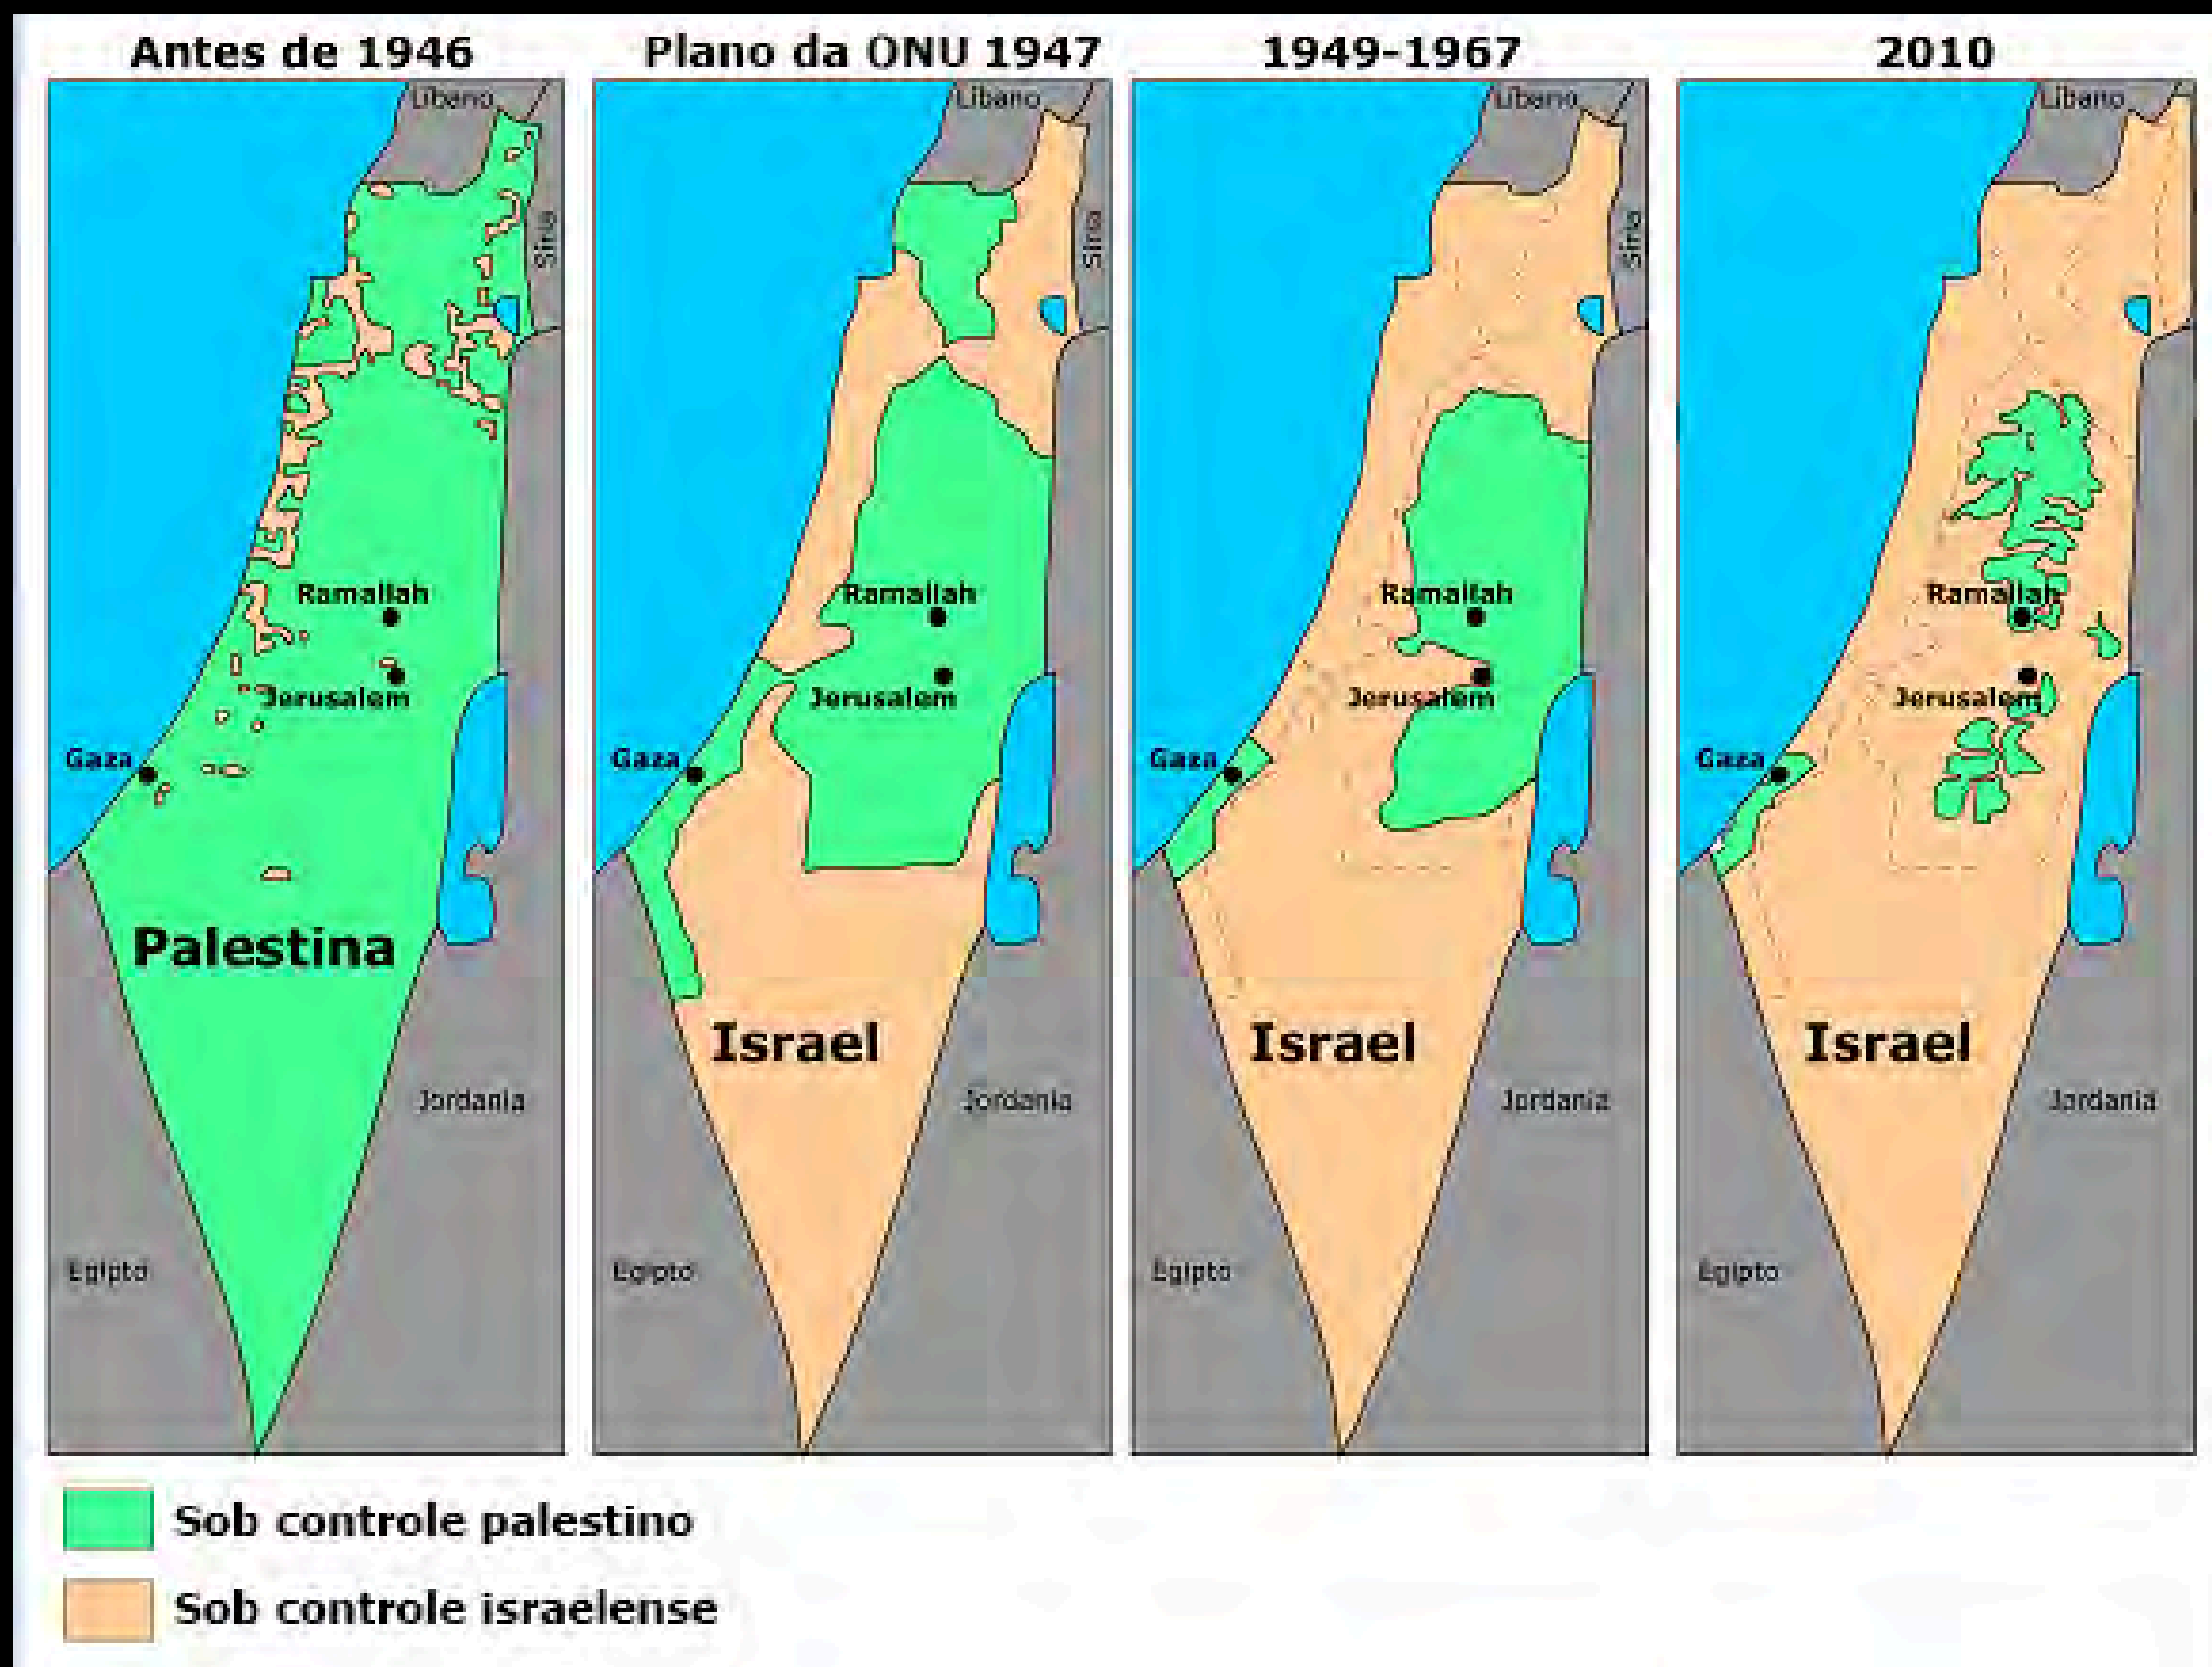 Antes de 1946
Plano da ONU 1947
1949-1967
2010
Líbano
Síria
Ramallah
Jerusalem
Gaza
Palestina
Jordania
Egipto
Líbano
Síria
Ramallah
Jerusalem
Gaza
Israel
Jordania
Egipto
Líbano
Síria
Ramallah
Jerusalem
Gaza
Israel
Jordania
Egipto
Líbano
Ramallah
Jerusalem
Gaza
Israel
Jordania
Egipto
Sob controle palestino
Sob controle israelense